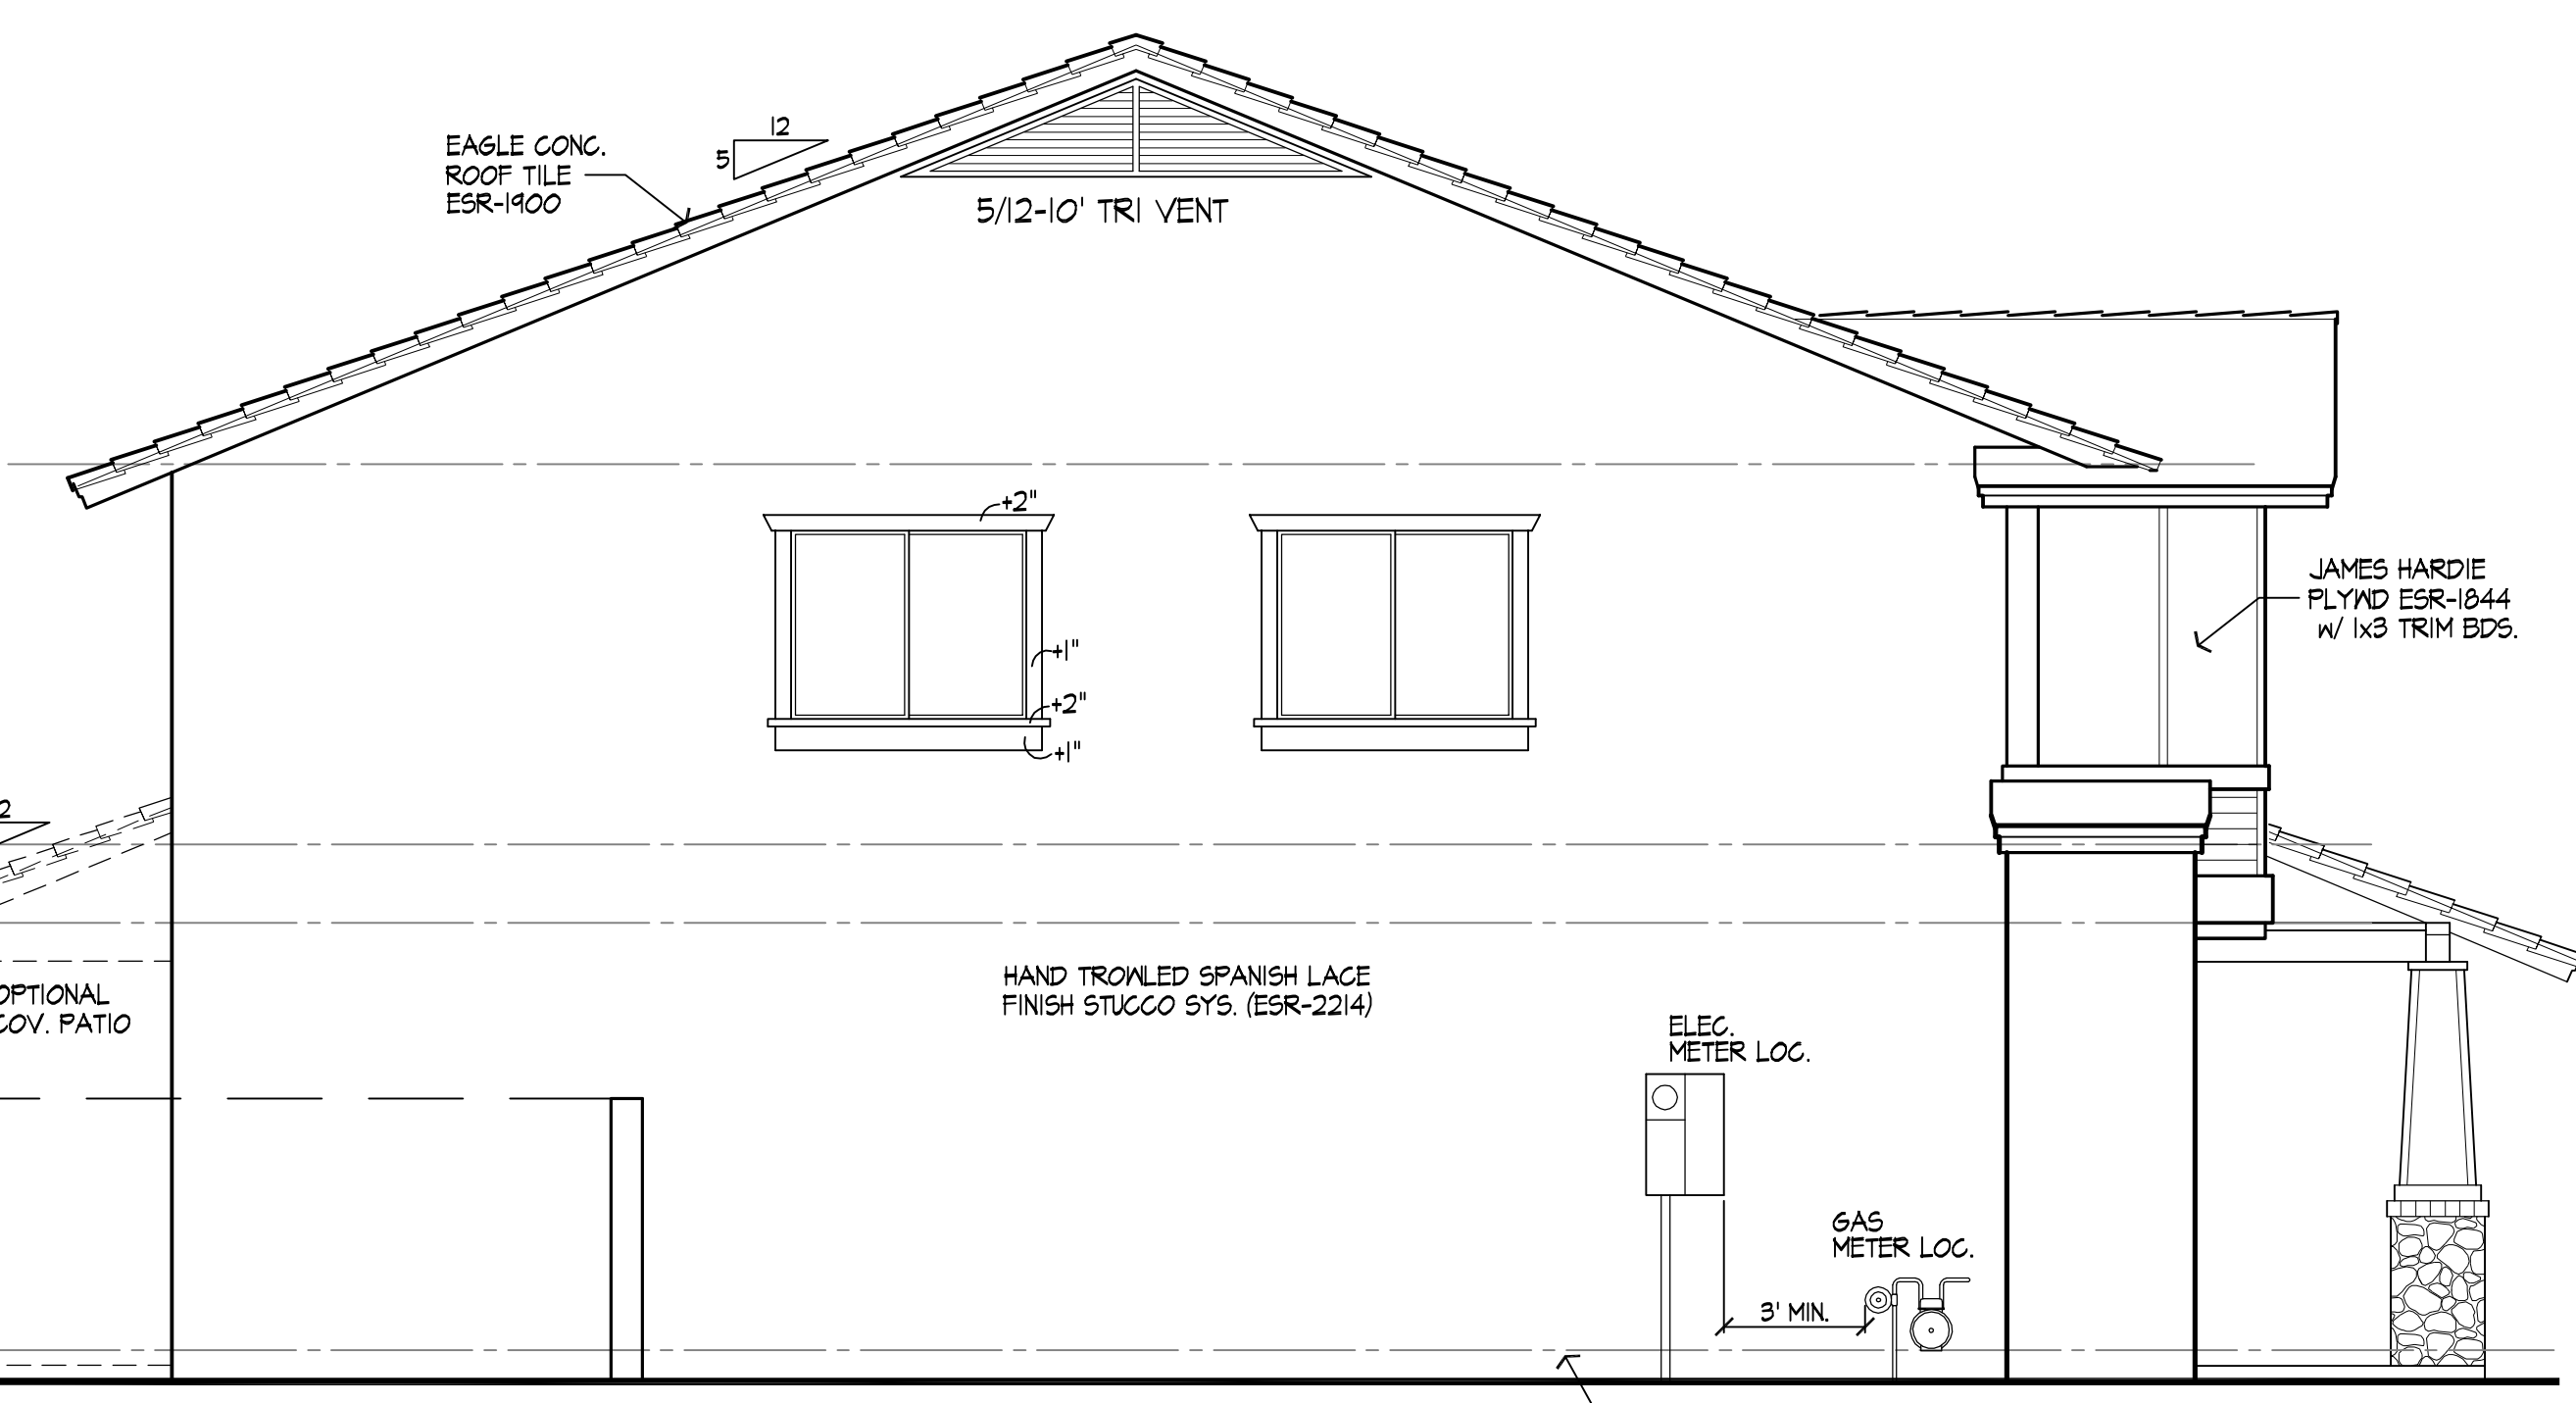 12
5
EAGLE CONC.
ROOF TILE
ESR-1900
5/12-10' TRI VENT
+2"
+1"
+2"
+1"
JAMES HARDIE
PLYWD ESR-1844
w/ 1x3 TRIM BDS.
2
OPTIONAL
COV. PATIO
HAND TROWLED SPANISH LACE
FINISH STUCCO SYS. (ESR-2214)
ELEC.
METER LOC.
GAS
METER LOC.
3' MIN.